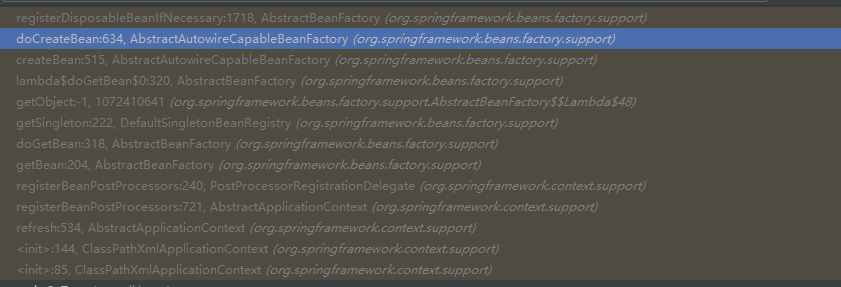 registerDisposableBeanIfNecessary:1718, AbstractBeanFactory (org.springframework.beans.factory.support)
doCreateBean:634, AbstractAutowireCapableBeanFactory (org.springframework.beans.factory.support)
createBean:515, AbstractAutowireCapableBeanFactory (org.springframework.beans.factory.support)
lambda$doGetBean$0:320, AbstractBeanFactory (org.springframework.beans.factory.support)
getObject:-1, 1072410641 (org.springframework.beans.factory.support.AbstractBeanFactory$$Lambda$48)
getSingleton:222, DefaultSingletonBeanRegistry (org.springframework.beans.factory.support)
doGetBean:318, AbstractBeanFactory (org.springframework.beans.factory.support)
getBean:204, AbstractBeanFactory (org.springframework.beans.factory.support)
registerBeanPostProcessors:240, PostProcessorRegistrationDelegate (org.springframework.context.support)
registerBeanPostProcessors:721, AbstractApplicationContext (org.springframework.context.support)
refresh:534, AbstractApplicationContext (org.springframework.context.support)
<init>:144, ClassPathXmlApplicationContext (org.springframework.context.support)
<init>:85, ClassPathXmlApplicationContext (org.springframework.context.support)